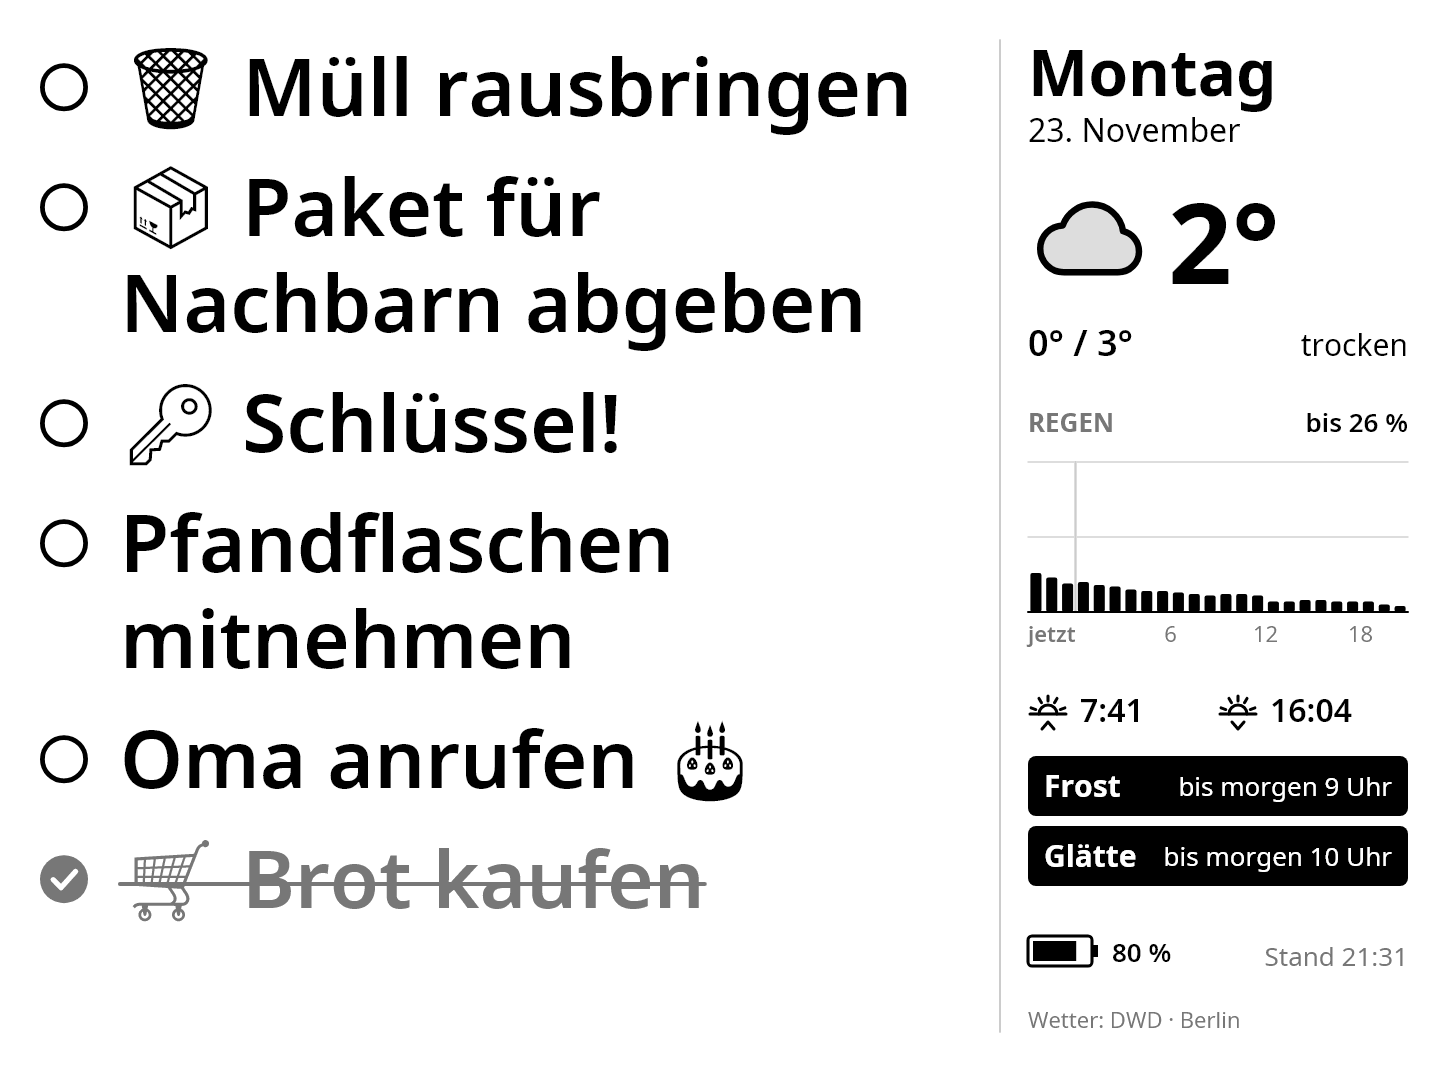 Müll rausbringen
Paket für
Nachbarn abgeben
Schlüssel!
Pfandflaschen
mitnehmen
Oma anrufen
Brot kaufen
Montag
23. November
2°
0° / 3° trocken
REGEN bis 26 %
jetzt 6 12 18
7:41 16:04
Frost bis morgen 9 Uhr
Glätte bis morgen 10 Uhr
80 % Stand 21:31
Wetter: DWD · Berlin